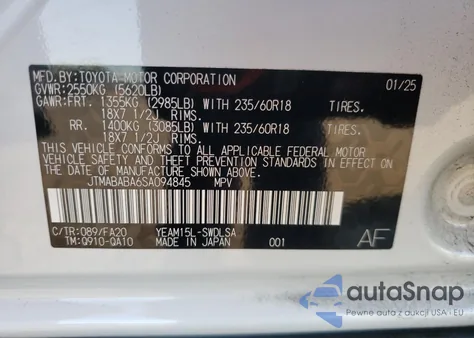 MFD.BY:TOYOTA MOTOR CORPORATION 01/25
GVWR:2550KG (5620LB)
GAWR:FRT. 1355KG (2985LB) WITH 235/60R18 TIRES.
18X7 1/2J
RR. 1400KG (3085LB) WITH 235/60R18 TIRES.
18X7 1/2J
THIS VEHICLE CONFORMS TO ALL APPLICABLE FEDERAL MOTOR
VEHICLE SAFETY AND THEFT PREVENTION STANDARDS IN EFFECT ON
THE DATE OF MANUFACTURE SHOWN ABOVE.
JTMABABA6SA094845 MPV
C/TR:089/FA20 YEAM15L-SWDLSA
TM:Q910-QA10 MADE IN JAPAN 001 AF
autoSnap
Pewne auta z aukcji USA i EU